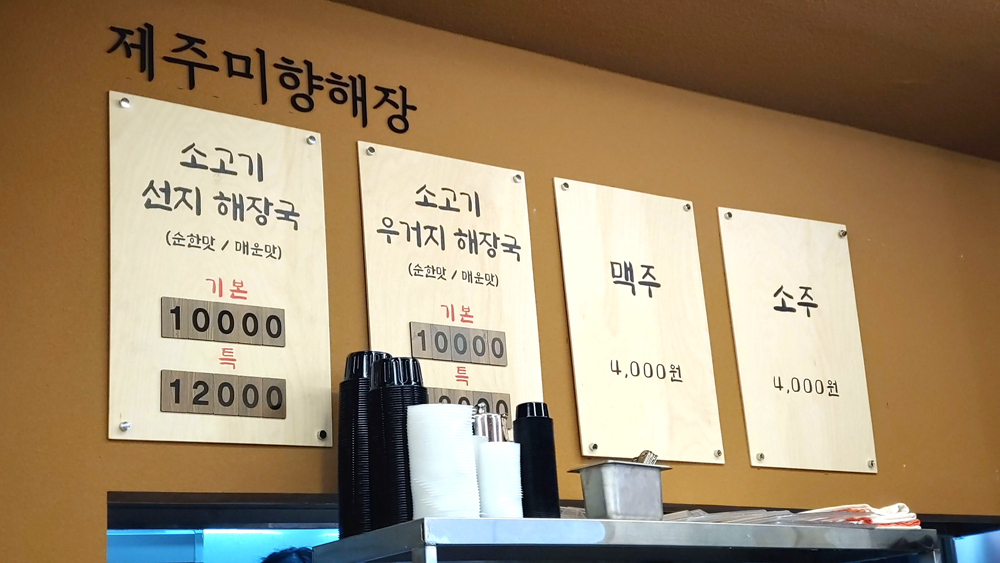 제주미향해장
소고기
선지 해장국
(순한맛 / 매운맛)
기본
10000
특
12000
소고기
우거지 해장국
(순한맛 / 매운맛)
기본
10000
특
맥주
4,000원
소주
4,000원